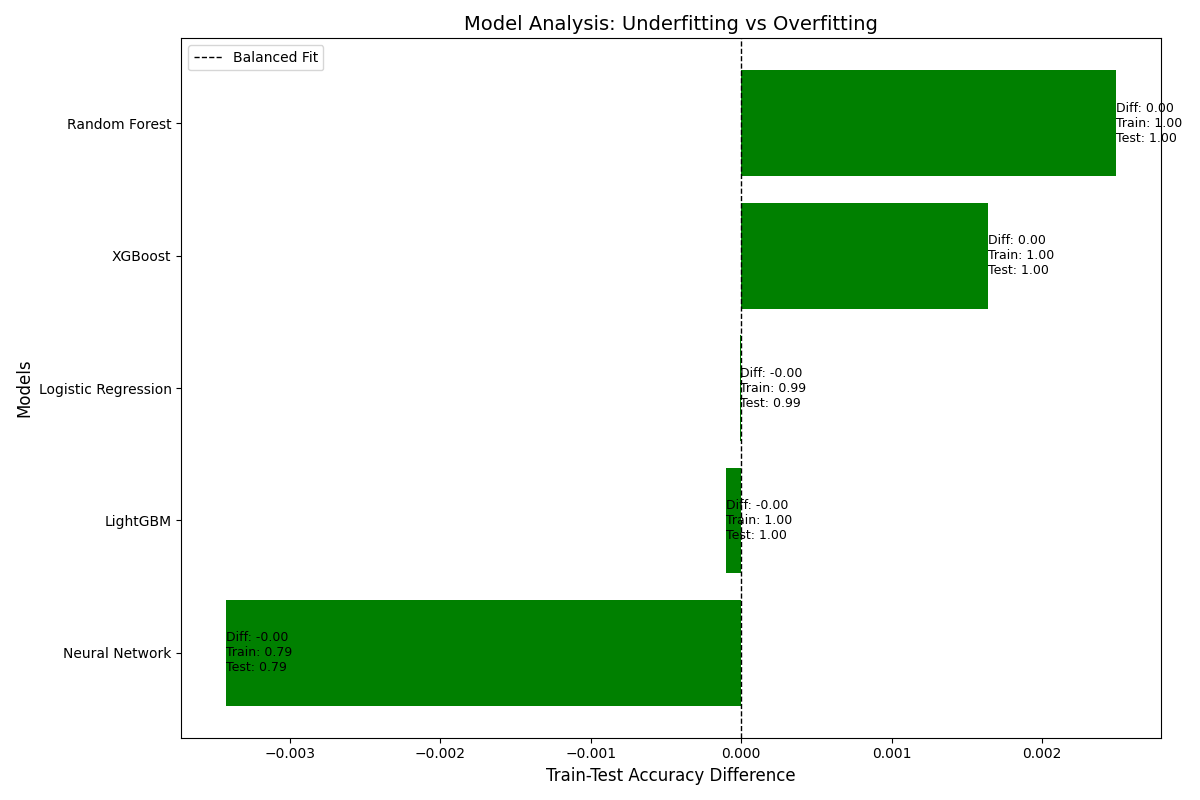 Model Analysis: Underfitting vs Overfitting
Balanced Fit
Random Forest
Diff: 0.00
Train: 1.00
Test: 1.00
XGBoost
Diff: 0.00
Train: 1.00
Test: 1.00
Logistic Regression
Diff: -0.00
Train: 0.99
Test: 0.99
LightGBM
Diff: -0.00
Train: 1.00
Test: 1.00
Neural Network
Diff: -0.00
Train: 0.79
Test: 0.79
Models
−0.003
−0.002
−0.001
0.000
0.001
0.002
Train-Test Accuracy Difference